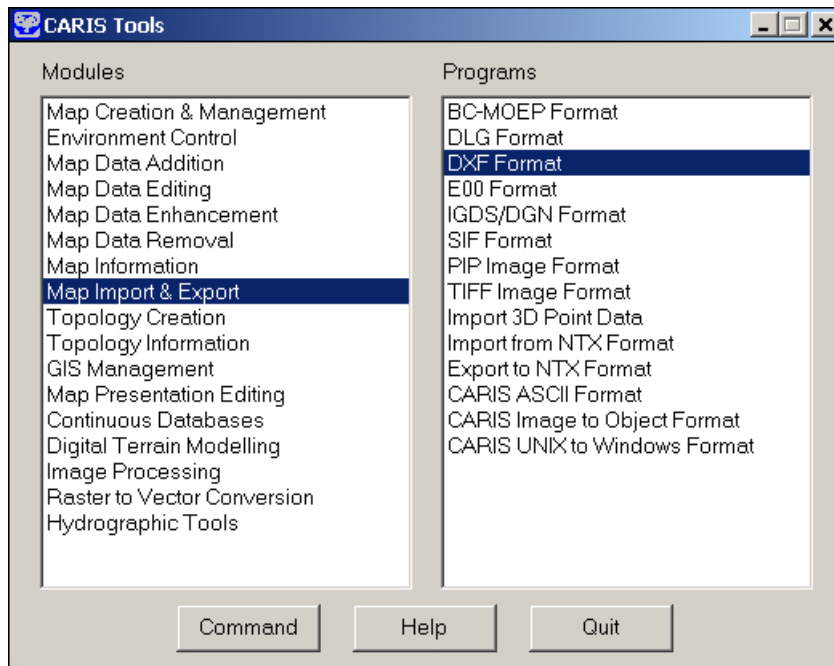 CARIS Tools
Modules
Map Creation & Management
Environment Control
Map Data Addition
Map Data Editing
Map Data Enhancement
Map Data Removal
Map Information
Map Import & Export
Topology Creation
Topology Information
GIS Management
Map Presentation Editing
Continuous Databases
Digital Terrain Modelling
Image Processing
Raster to Vector Conversion
Hydrographic Tools
Programs
BC-MOEP Format
DLG Format
DXF Format
E00 Format
IGDS/DGN Format
SIF Format
PIP Image Format
TIFF Image Format
Import 3D Point Data
Import from NTX Format
Export to NTX Format
CARIS ASCII Format
CARIS Image to Object Format
CARIS UNIX to Windows Format
Command
Help
Quit